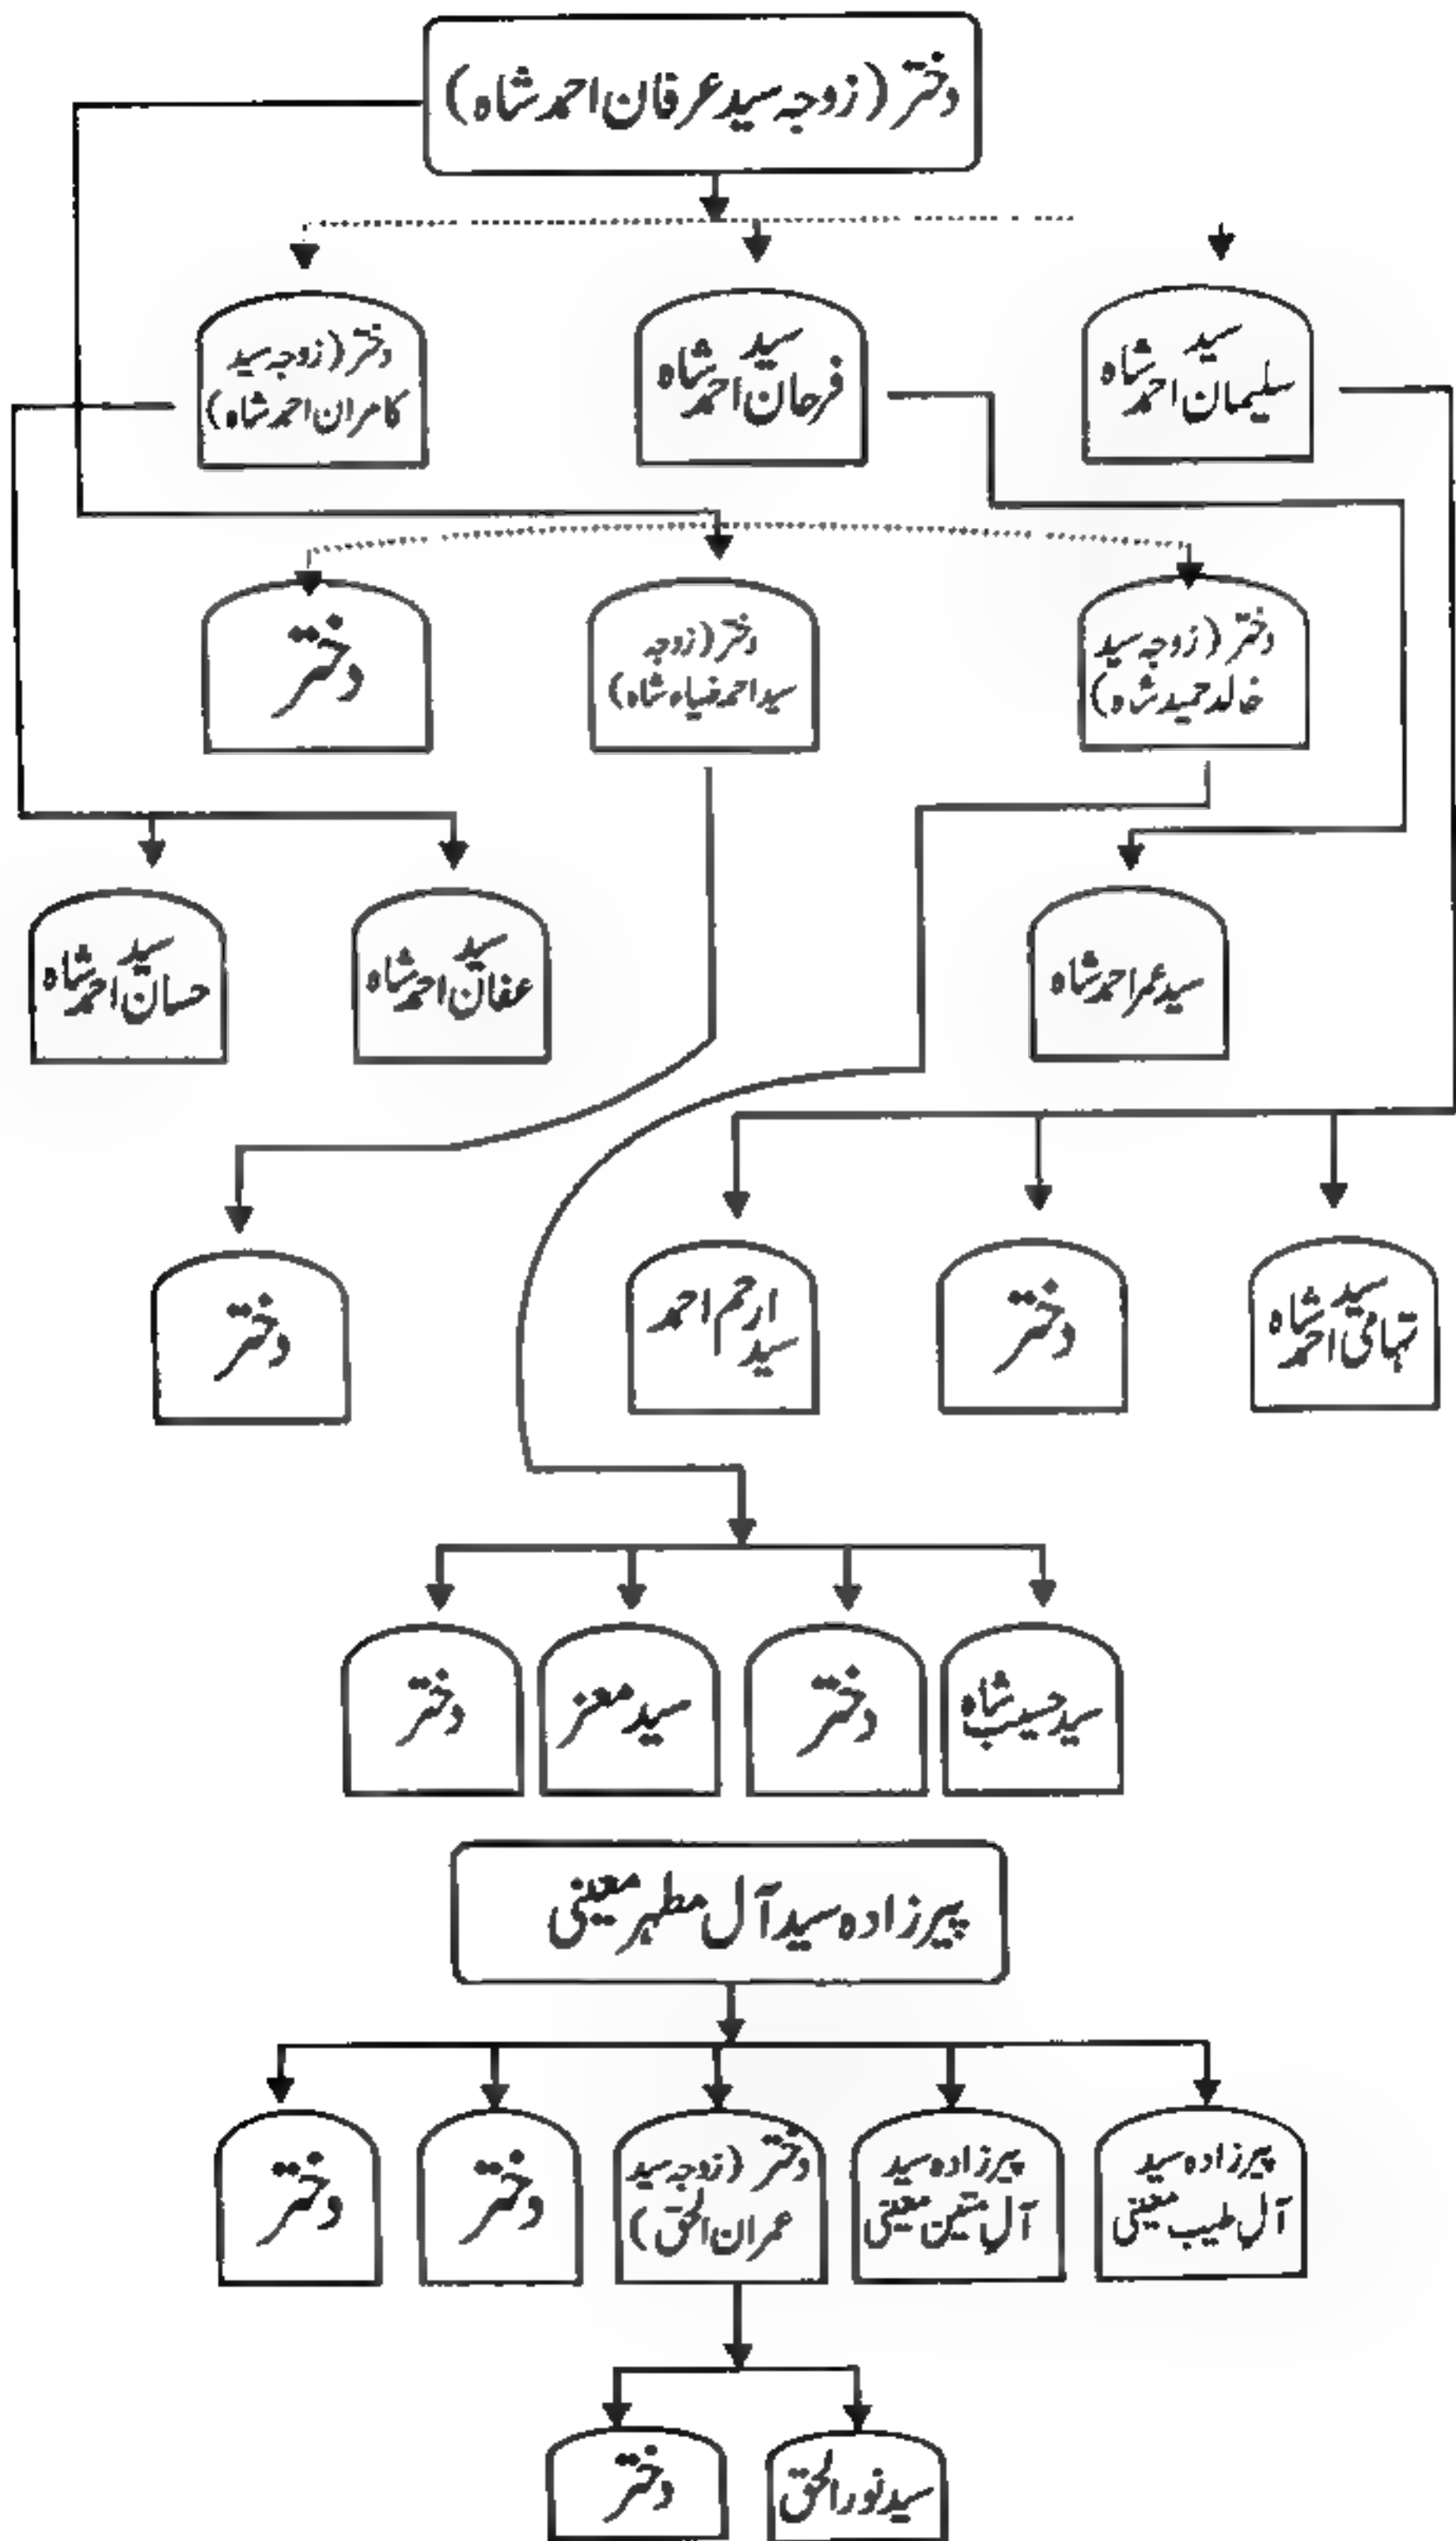 دختر (زوجہ سید عرفان احمد شاہ)
سید
سلیمان احمد شاہ
سید
فرحان احمد شاہ
دختر (زوجہ سید
کامران احمد شاہ)
دختر (زوجہ سید
خالد حمید شاہ)
دختر (زوجہ
سید احمد ضیاء شاہ)
دختر
سید عمر احمد شاہ
سید
عفان احمد شاہ
سید
حسان احمد شاہ
سید
تہامی احمد شاہ
دختر
ارحم احمد
سید
دختر
سید حسیب شاہ
دختر
سید معز
دختر
پیرزادہ سید آل مطہر معینی
پیرزادہ سید
آل طیب معینی
پیرزادہ سید
آل متین معینی
دختر (زوجہ سید
عمران الحق)
دختر
دختر
سید نور الحق
دختر